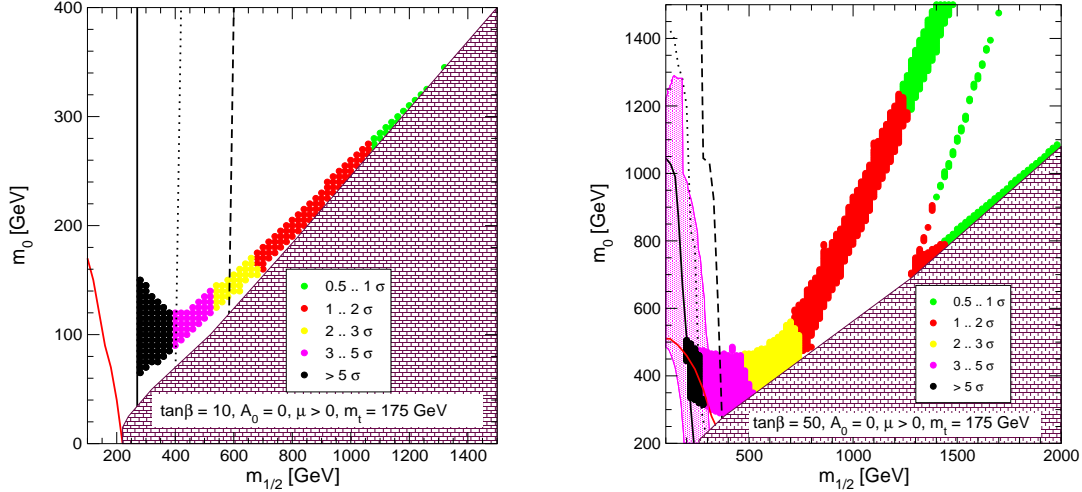 400
300
200
100
0
m0 [GeV]
0.5 .. 1 σ
1 .. 2 σ
2 .. 3 σ
3 .. 5 σ
> 5 σ
tanβ = 10, A0 = 0, μ > 0, mt = 175 GeV
200 400 600 800 1000 1200 1400
m1/2 [GeV]
1400
1200
1000
800
600
400
200
m0 [GeV]
0.5 .. 1 σ
1 .. 2 σ
2 .. 3 σ
3 .. 5 σ
> 5 σ
tanβ = 50, A0 = 0, μ > 0, mt = 175 GeV
500 1000 1500 2000
m1/2 [GeV]